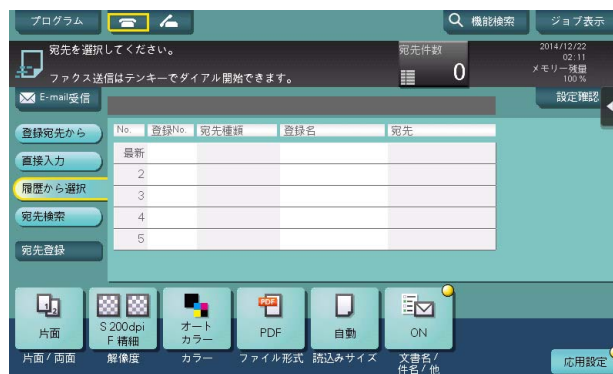 プログラム
機能検索
ジョブ表示
宛先を選択してください。
ファクス送信はテンキーでダイアル開始できます。
宛先件数
0
2014/12/22
02:11
メモリー残量
100 %
E-mail受信
設定確認
登録宛先から
直接入力
履歴から選択
宛先検索
宛先登録
No. 登録No. 宛先種類 登録名 宛先
最新
2
3
4
5
片面
S 200dpi
F 精細
オート
カラー
PDF
PDF
自動
ON
片面/両面 解像度 カラー ファイル形式 読込みサイズ 文書名/
件名/他
応用設定